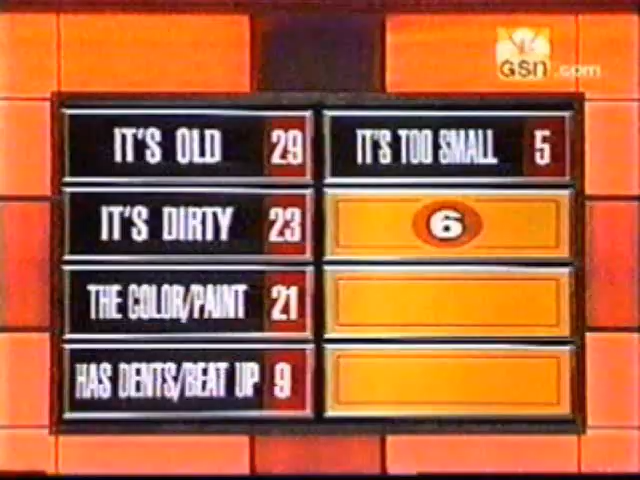 GSN.com
IT'S OLD 29
IT'S TOO SMALL 5
IT'S DIRTY 23
6
THE COLOR/PAINT 21
HAS DENTS/BEAT UP 9